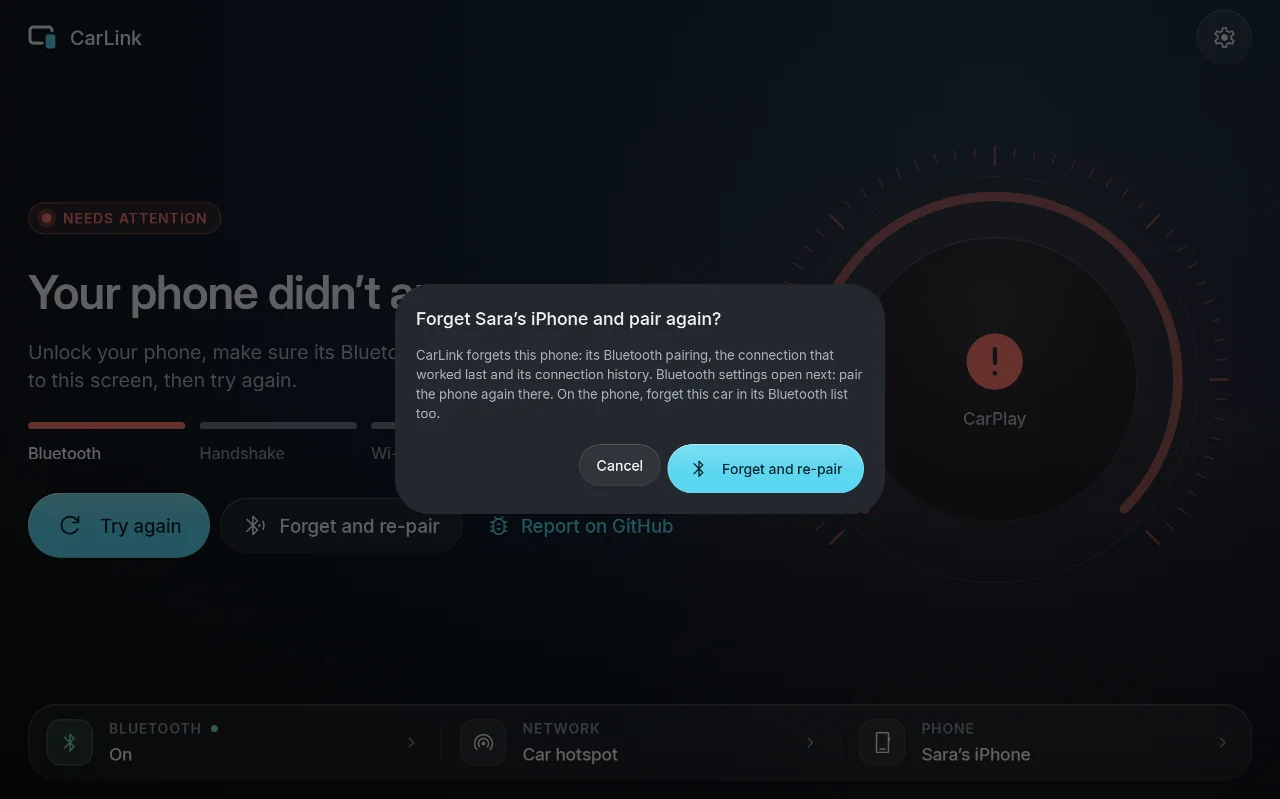 CarLink
NEEDS ATTENTION
Your phone didn't a
Unlock your phone, make sure its Blueto
to this screen, then try again.
Bluetooth
Handshake
Wi-
Try again
Forget and re-pair
Report on GitHub
CarPlay
Forget Sara's iPhone and pair again?
CarLink forgets this phone: its Bluetooth pairing, the connection that
worked last and its connection history. Bluetooth settings open next: pair
the phone again there. On the phone, forget this car in its Bluetooth list
too.
Cancel
Forget and re-pair
BLUETOOTH
On
NETWORK
Car hotspot
PHONE
Sara's iPhone